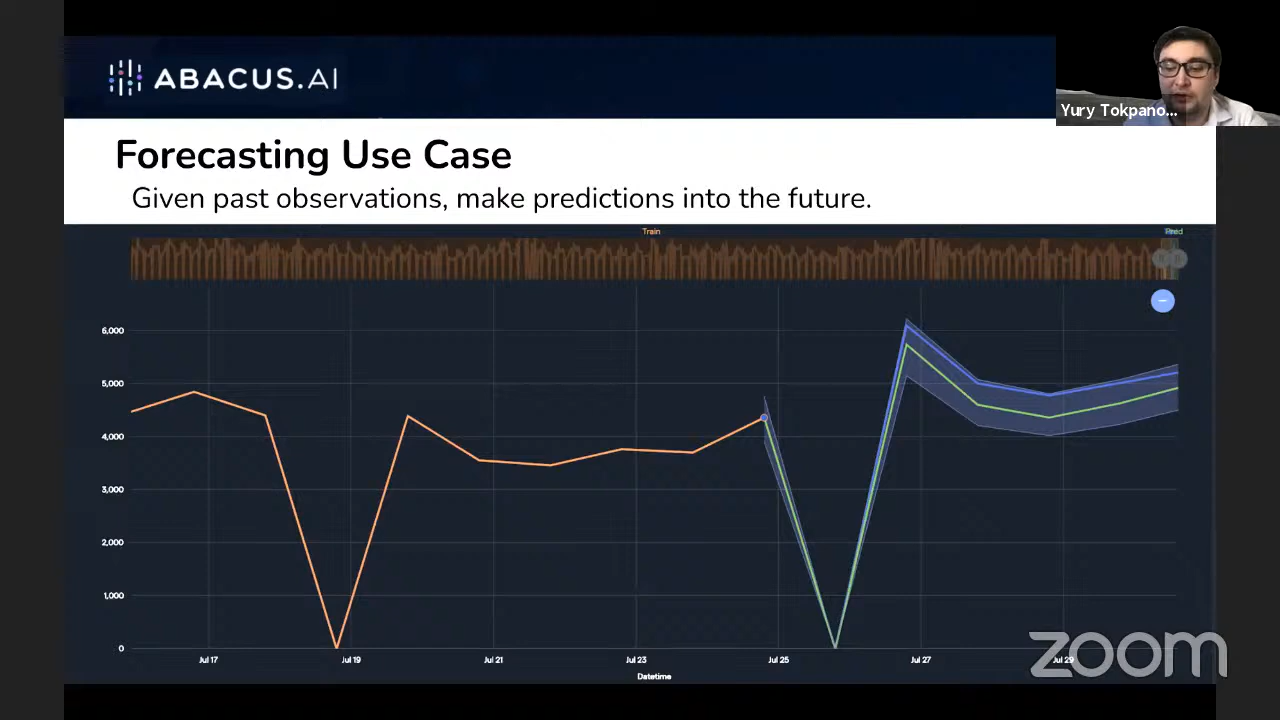 ABACUS.AI
Yury Tokpano...
Forecasting Use Case
Given past observations, make predictions into the future.
Train
6,000
5,000
4,000
3,000
2,000
1,000
0
Jul 17
Jul 19
Jul 21
Jul 23
Jul 25
Jul 27
Jul 29
Datetime
zoom